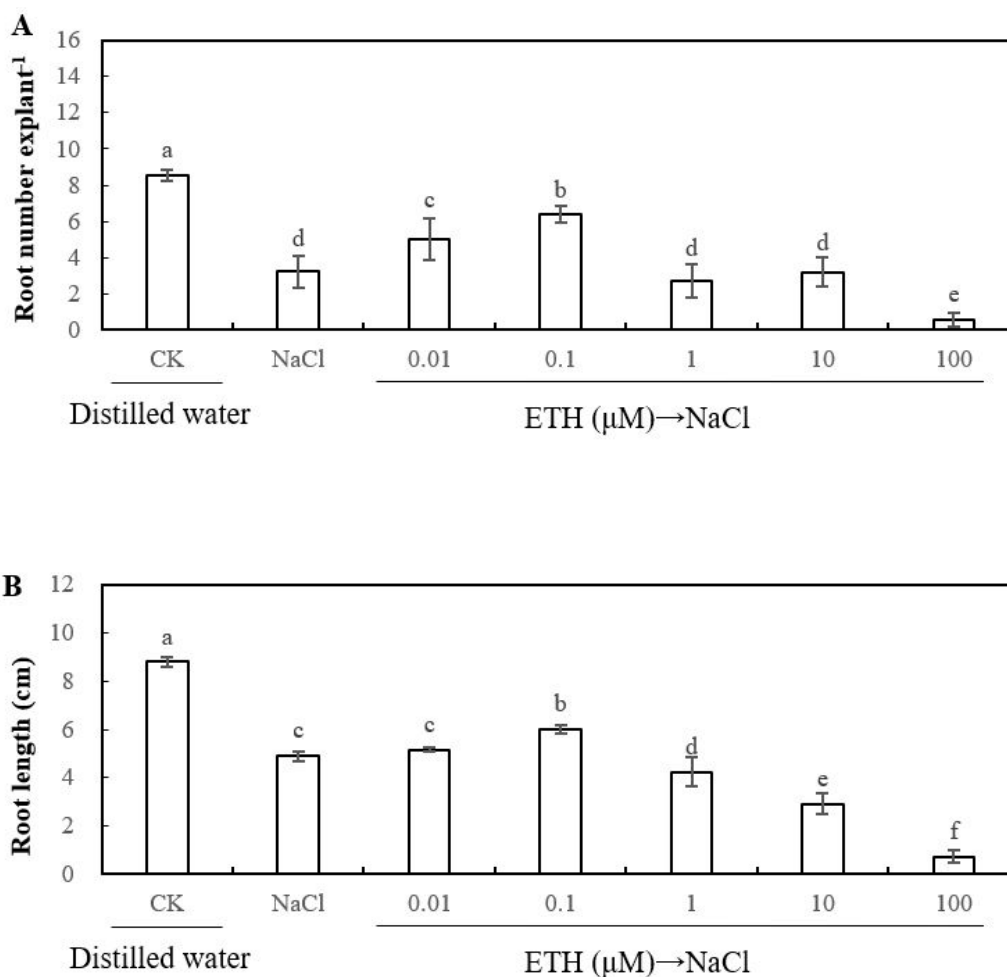 A
Root number explant-1
16
14
12
10
8
6
4
2
0
a
d
c
b
d
d
e
CK NaCl 0.01 0.1 1 10 100
Distilled water ETH (μM)→NaCl
B
Root length (cm)
12
10
8
6
4
2
0
a
c
c
b
d
e
f
CK NaCl 0.01 0.1 1 10 100
Distilled water ETH (μM)→NaCl